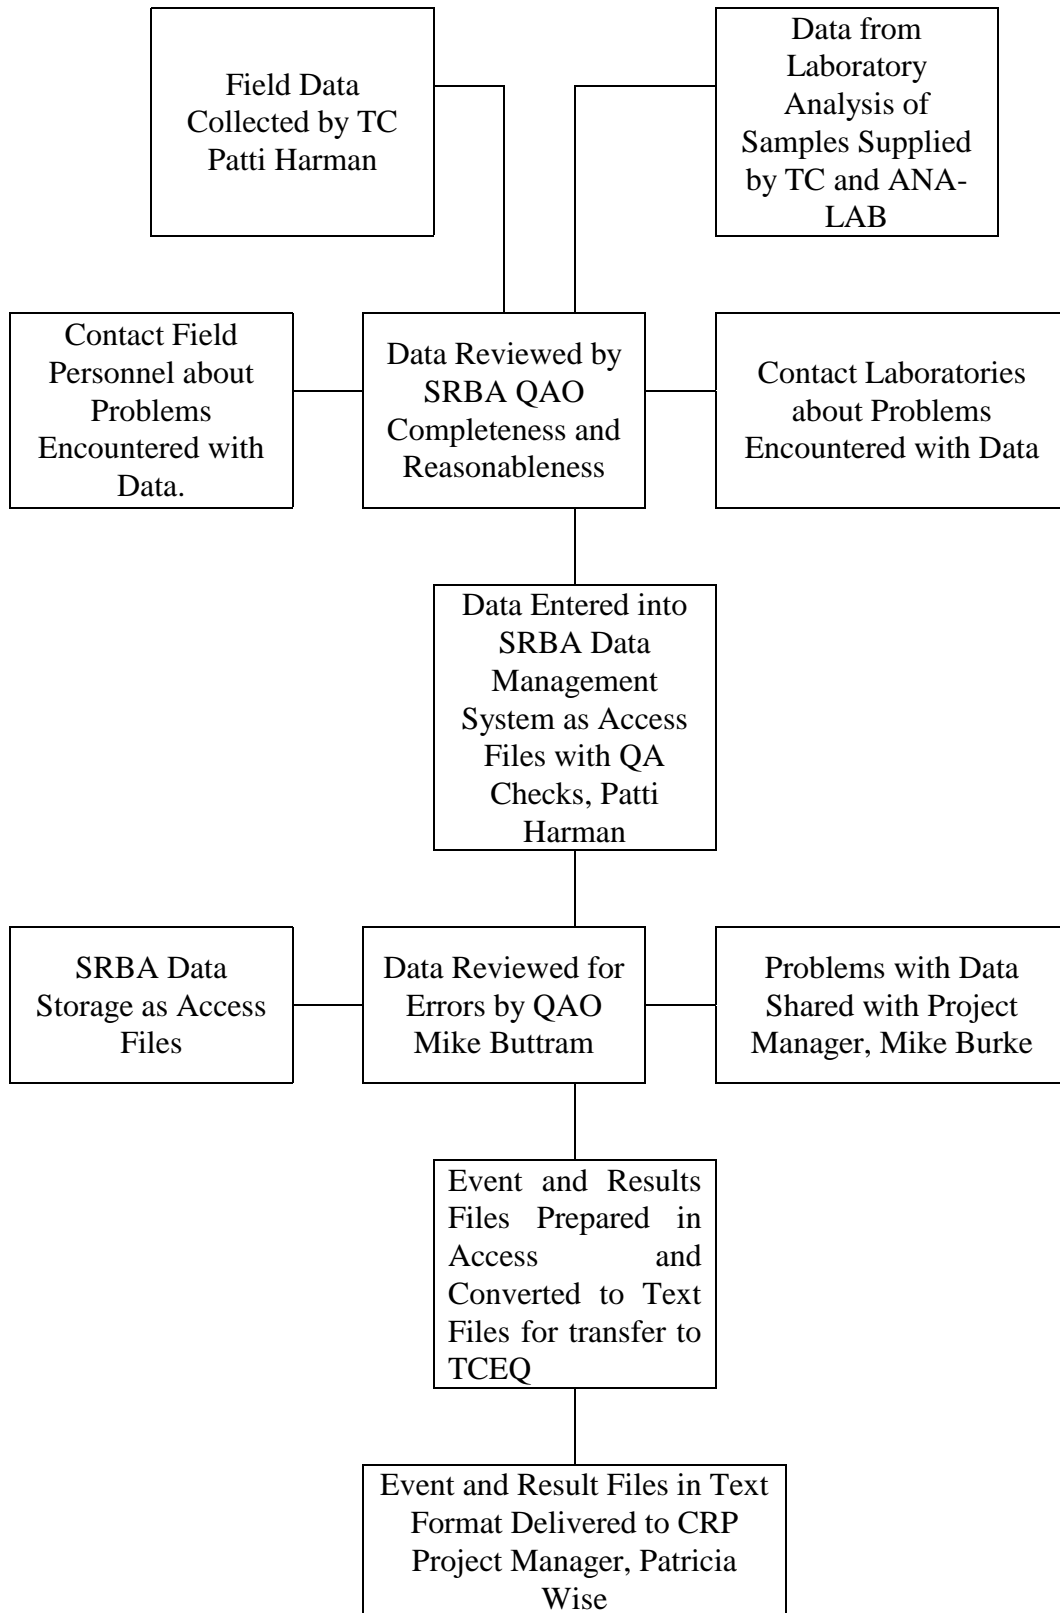 Field Data
Collected by TC
Patti Harman
Data from
Laboratory
Analysis of
Samples Supplied
by TC and ANA-
LAB
Contact Field
Personnel about
Problems
Encountered with
Data.
Data Reviewed by
SRBA QAO
Completeness and
Reasonableness
Contact Laboratories
about Problems
Encountered with Data
Data Entered into
SRBA Data
Management
System as Access
Files with QA
Checks, Patti
Harman
SRBA Data
Storage as Access
Files
Data Reviewed for
Errors by QAO
Mike Buttram
Problems with Data
Shared with Project
Manager, Mike Burke
Event and Results
Files Prepared in
Access and
Converted to Text
Files for transfer to
TCEQ
Event and Result Files in Text
Format Delivered to CRP
Project Manager, Patricia
Wise